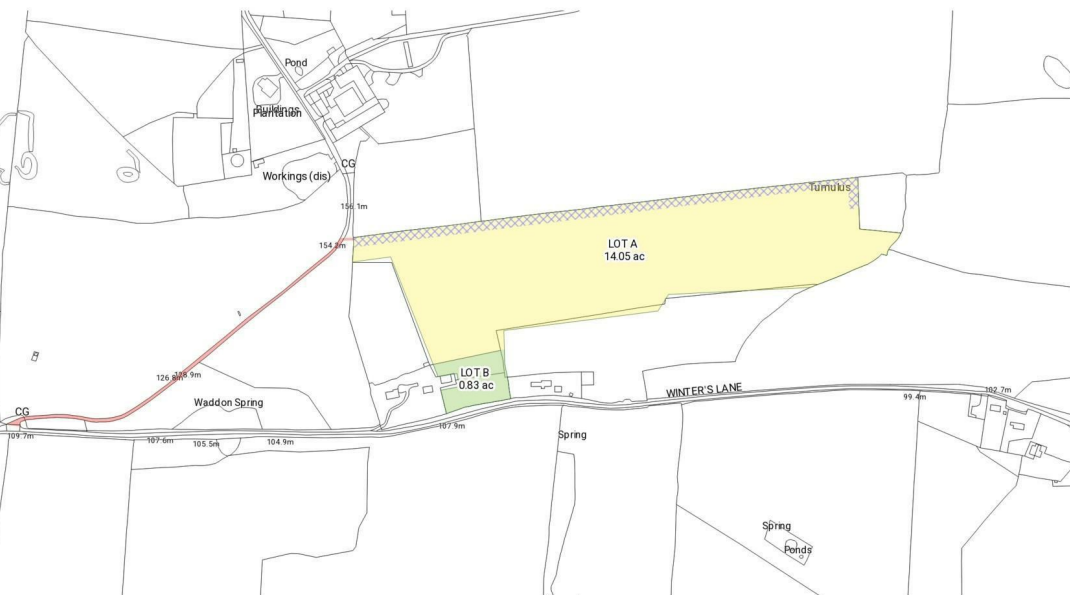 Pond
Buildings
Plantation
CG
Workings (dis)
156.1m
Tumulus
154.2m
LOT A
14.05 ac
LOT B
0.83 ac
126.8m
128.9m
WINTER'S LANE
102.7m
99.4m
Waddon Spring
CG
109.7m
107.6m
105.5m
104.9m
107.9m
Spring
Spring
Ponds